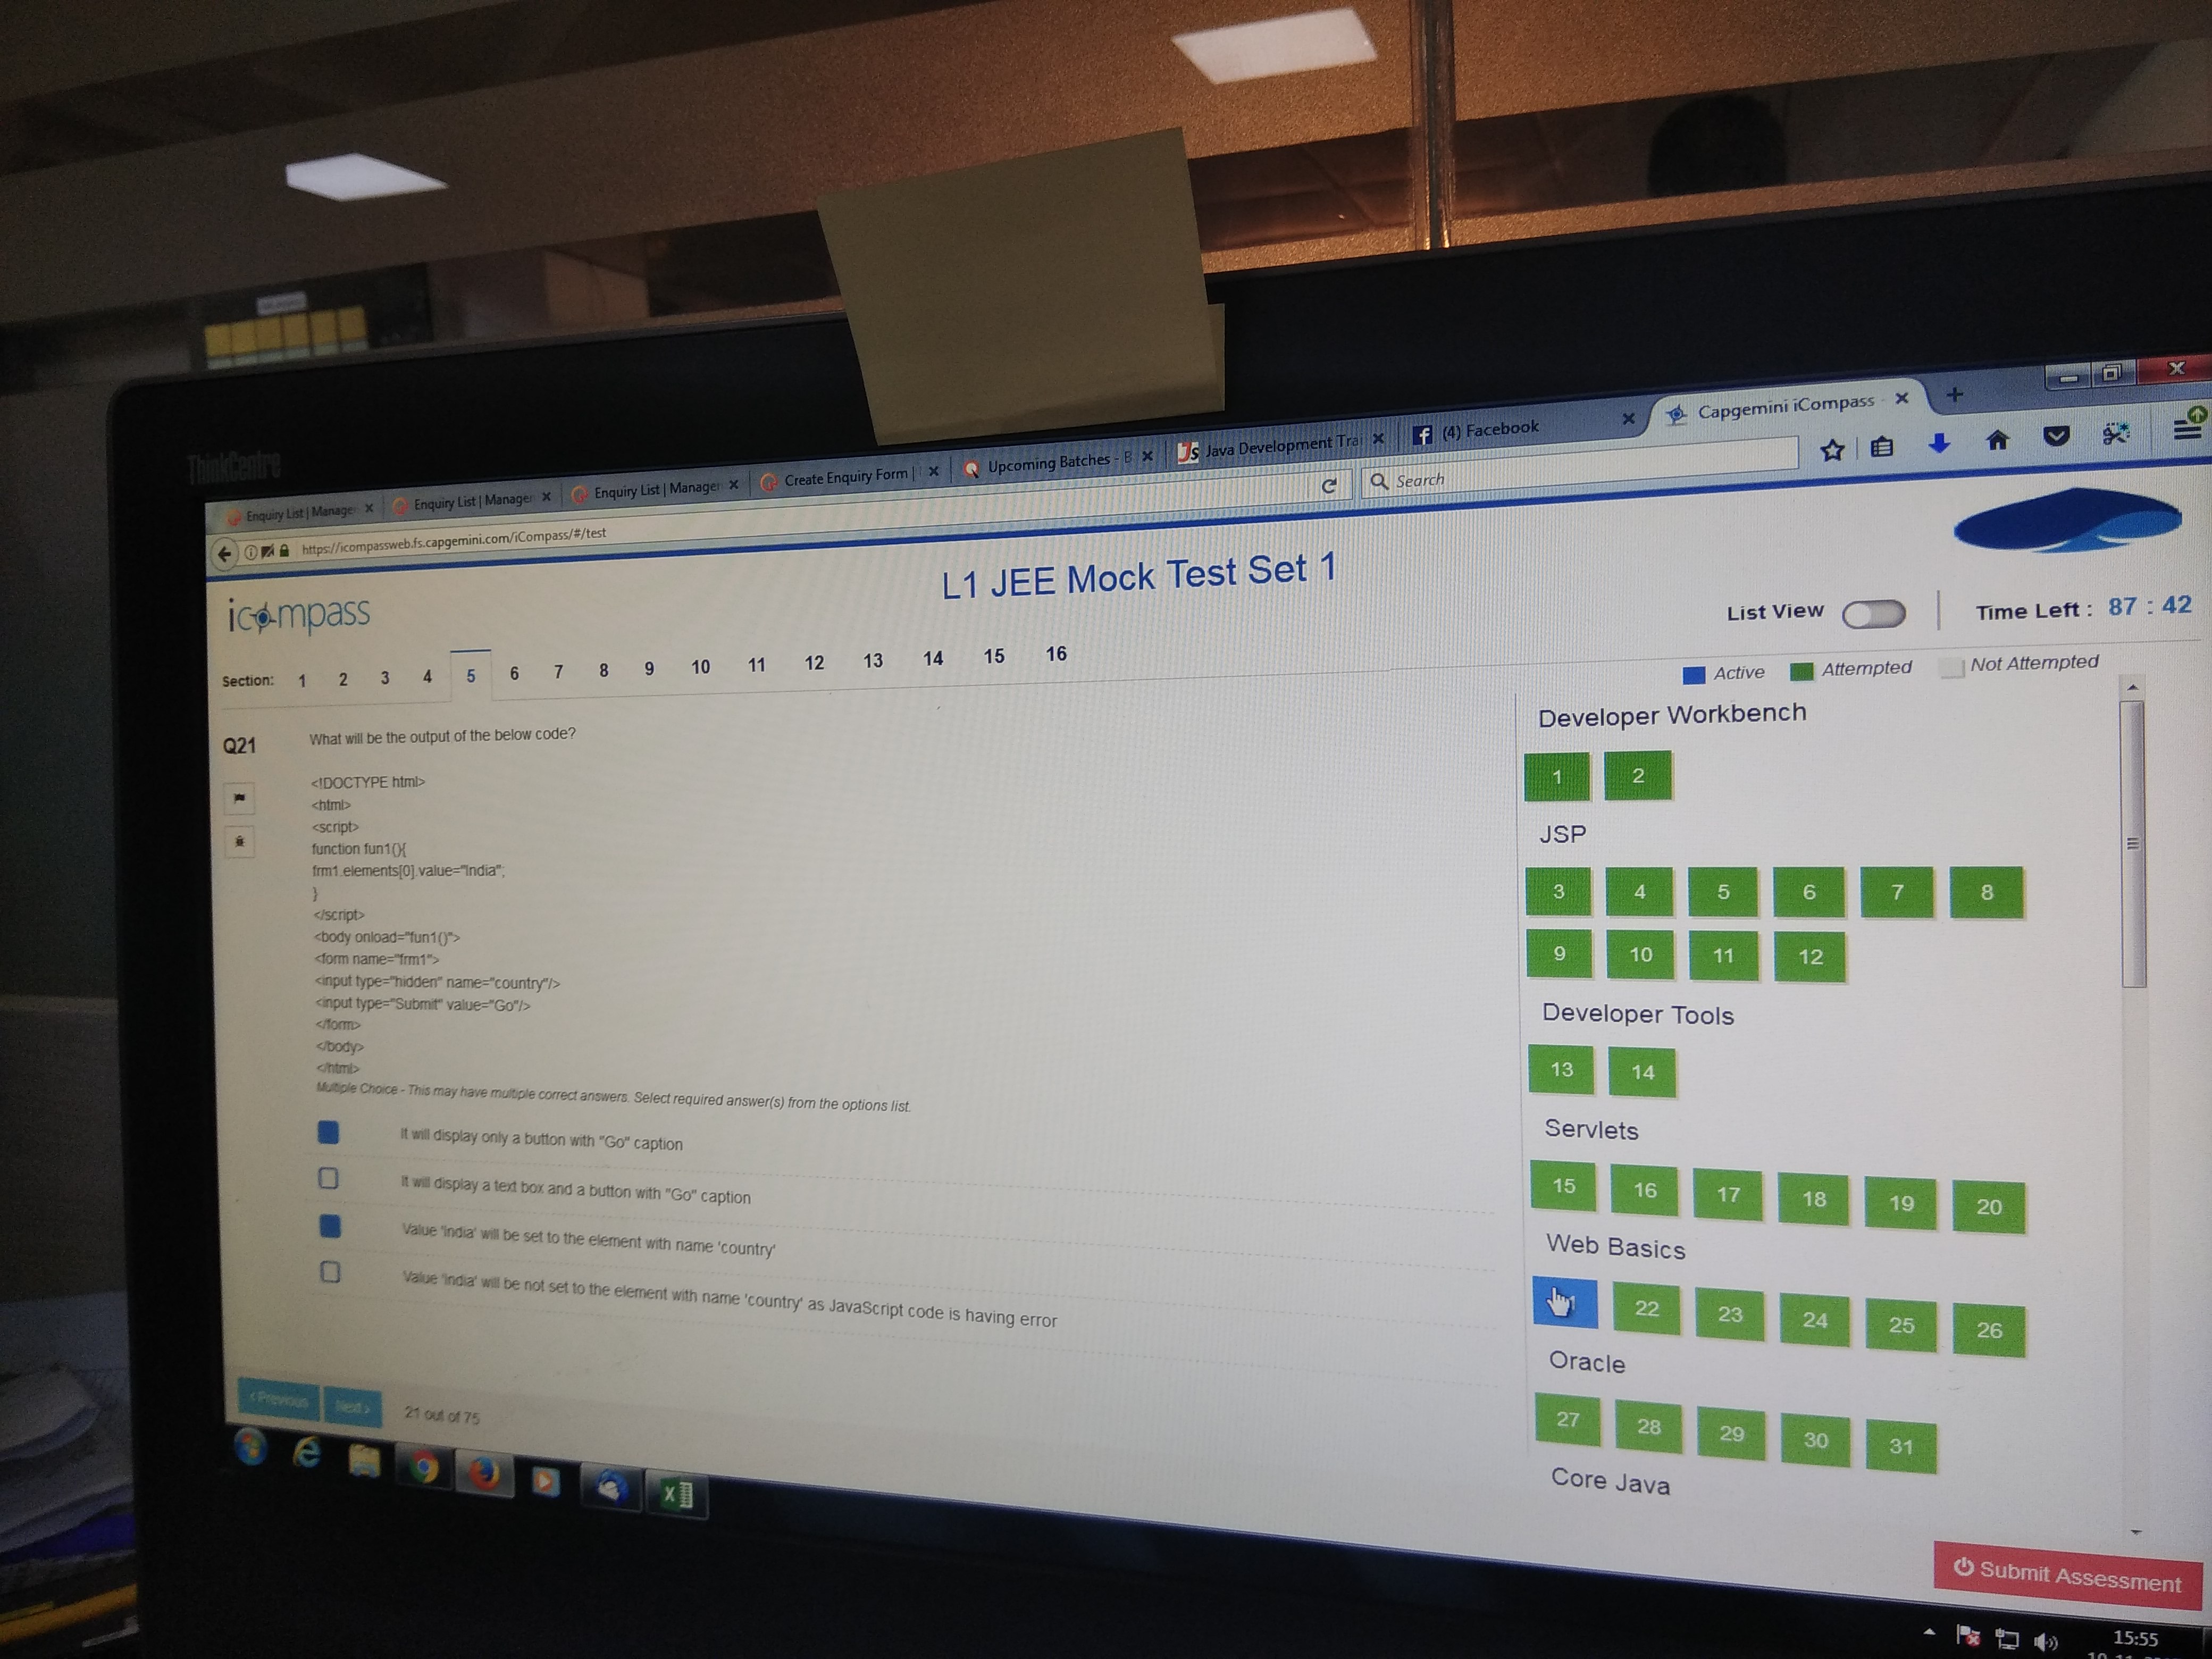 ThinkCentre
Enquiry List | Manage
Enquiry List | Manager
Enquiry List | Manager
Create Enquiry Form |
Upcoming Batches - B
Java Development Trai
(4) Facebook
Capgemini iCompass
https://icompassweb.fs.capgemini.com/iCompass/#/test
Search
icompass
L1 JEE Mock Test Set 1
List View
Time Left : 87 : 42
Section: 1 2 3 4 5 6 7 8 9 10 11 12 13 14 15 16
Active Attempted Not Attempted
Q21
What will be the output of the below code?
<!DOCTYPE html>
<html>
<script>
function fun1(){
frm1.elements[0].value="India";
}
</script>
<body onload="fun1()">
<form name="frm1">
<input type="hidden" name="country"/>
<input type="Submit" value="Go"/>
</form>
</body>
</html>
Multiple Choice - This may have multiple correct answers. Select required answer(s) from the options list.
It will display only a button with "Go" caption
It will display a text box and a button with "Go" caption
Value 'india' will be set to the element with name 'country'
Value 'india' will be not set to the element with name 'country' as JavaScript code is having error
< Previous
Next >
21 out of 75
Developer Workbench
1 2
JSP
3 4 5 6 7 8
9 10 11 12
Developer Tools
13 14
Servlets
15 16 17 18 19 20
Web Basics
22 23 24 25 26
Oracle
27 28 29 30 31
Core Java
Submit Assessment
15:55